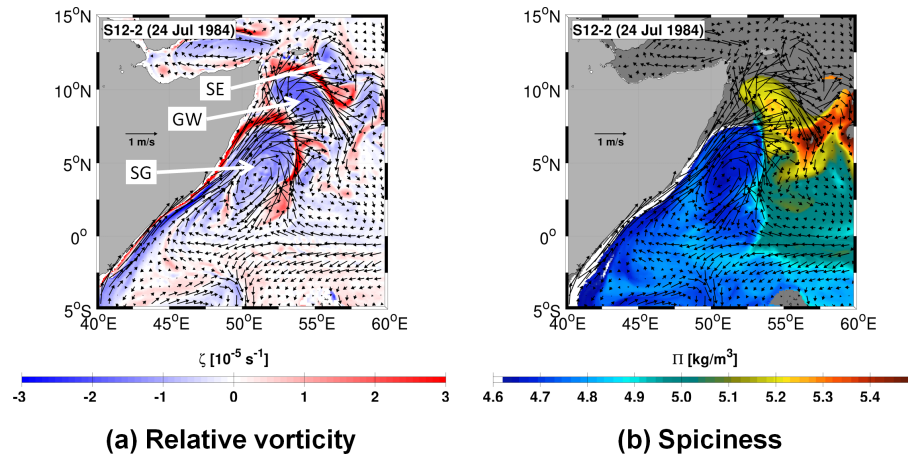 S12-2 (24 Jul 1984)
15°N
10°N
5°N
0°
5°S
40°E 45°E 50°E 55°E 60°E
SE
GW
SG
1 m/s
ζ [10⁻⁵ s⁻¹]
-3 -2 -1 0 1 2 3
(a) Relative vorticity
S12-2 (24 Jul 1984)
15°N
10°N
5°N
0°
5°S
40°E 45°E 50°E 55°E 60°E
1 m/s
Π [kg/m³]
4.6 4.7 4.8 4.9 5.0 5.1 5.2 5.3 5.4
(b) Spiciness